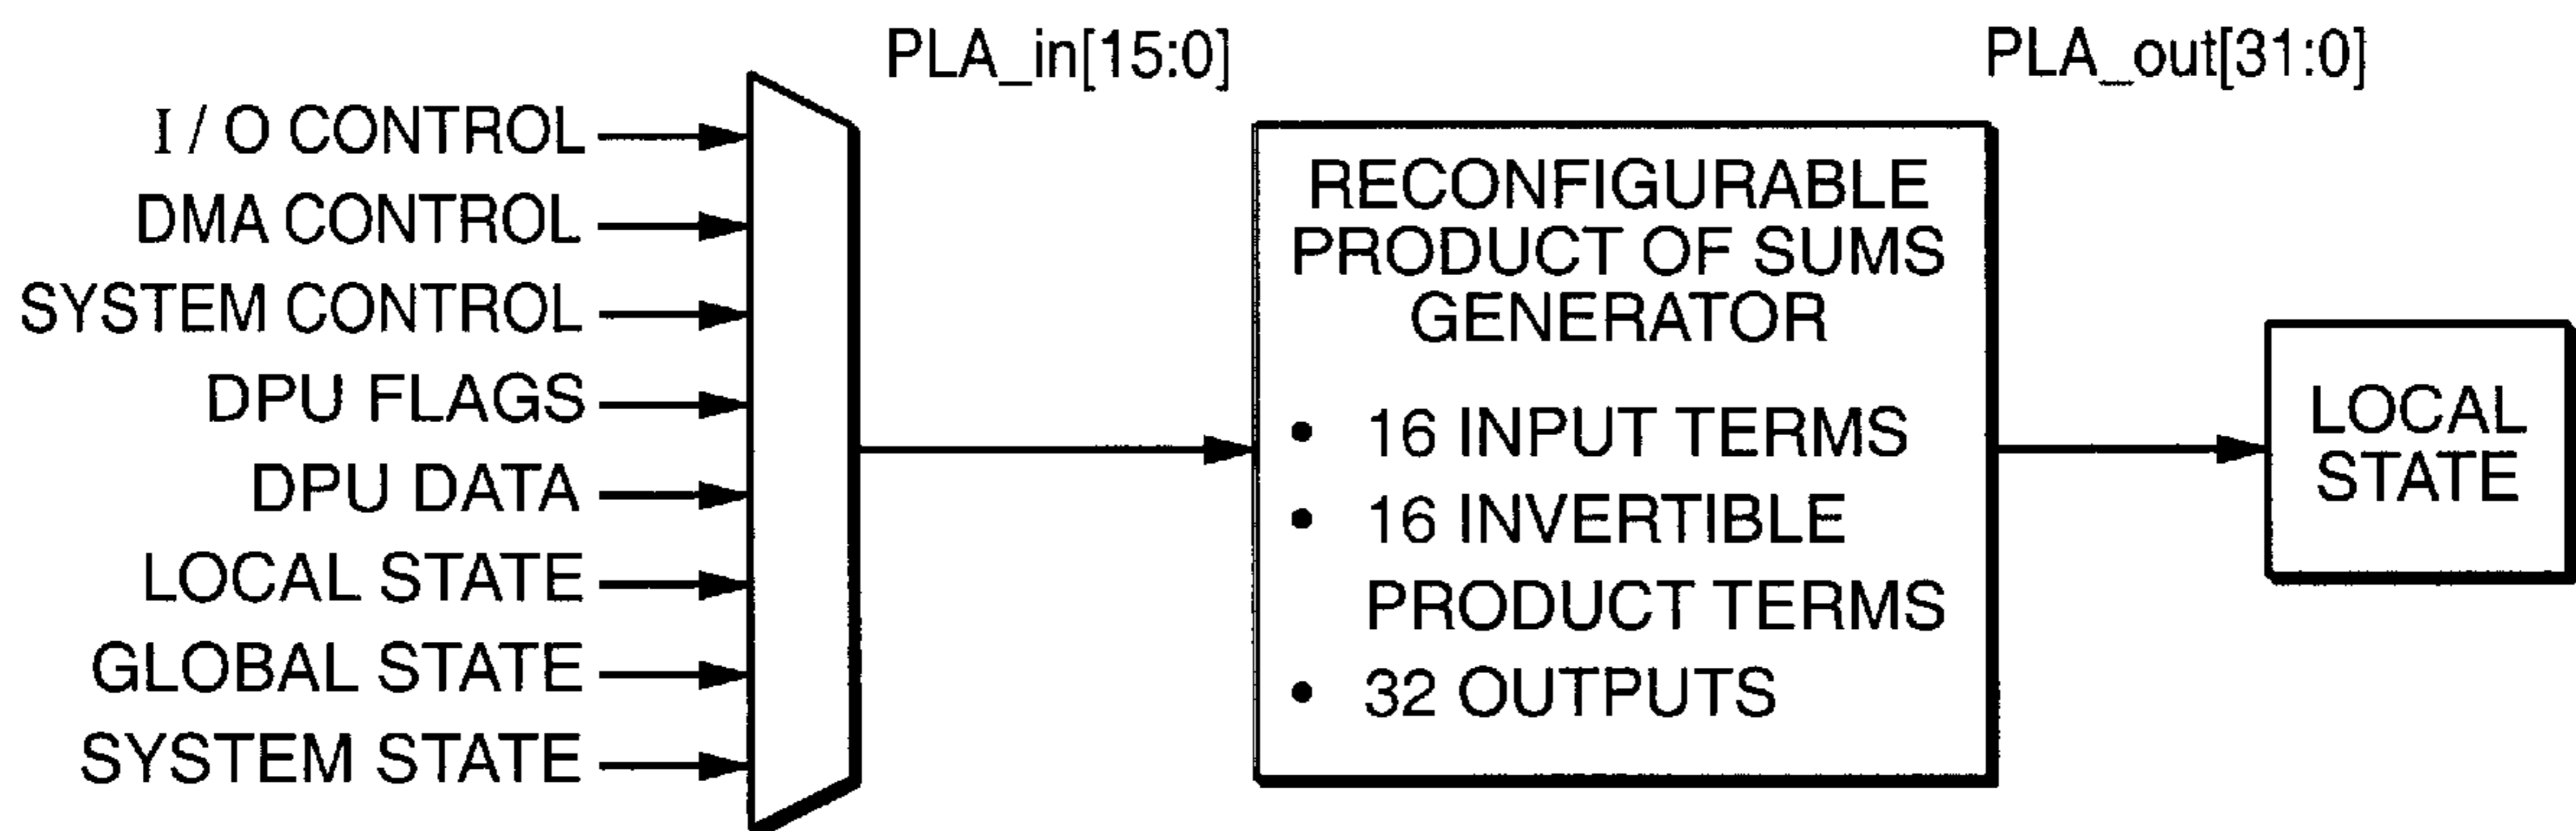 PLA_in[15:0]
PLA_out[31:0]
I / O CONTROL
DMA CONTROL
SYSTEM CONTROL
DPU FLAGS
DPU DATA
LOCAL STATE
GLOBAL STATE
SYSTEM STATE
RECONFIGURABLE
PRODUCT OF SUMS
GENERATOR
• 16 INPUT TERMS
• 16 INVERTIBLE
PRODUCT TERMS
• 32 OUTPUTS
LOCAL
STATE